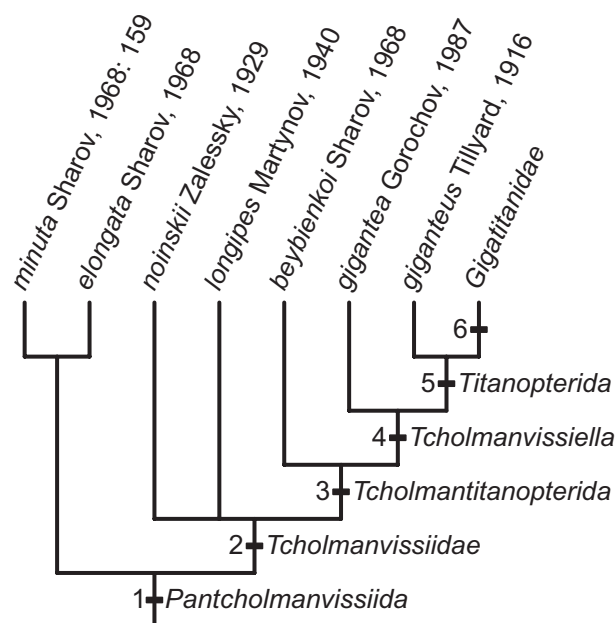 minuta Sharov, 1968: 159
elongata Sharov, 1968
noinskii Zalessky, 1929
longipes Martynov, 1940
beybienkoi Sharov, 1968
gigantea Gorochov, 1987
giganteus Tillyard, 1916
Gigatitanidae
6
5 Titanopterida
4 Tcholmanvissiella
3 Tcholmantitanopterida
2 Tcholmanvissiidae
1 Pantcholmanvissiida